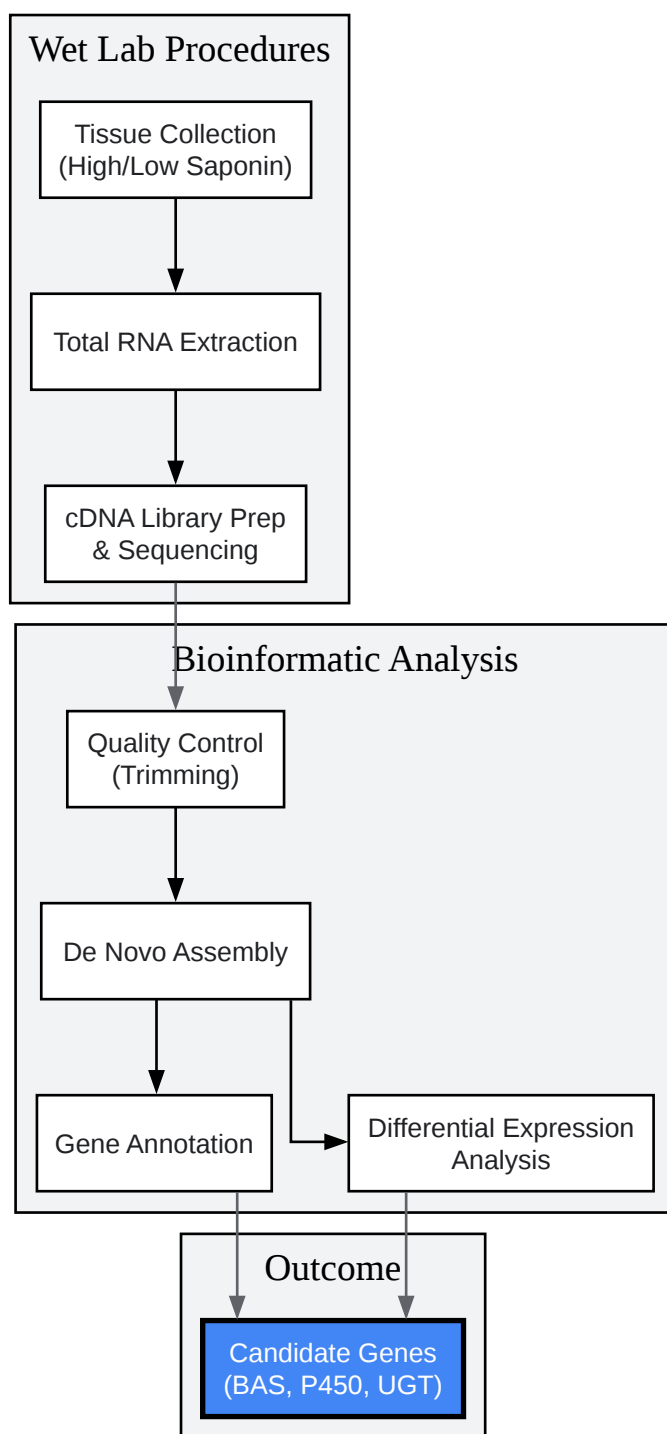 Wet Lab Procedures
Tissue Collection
(High/Low Saponin)
Total RNA Extraction
cDNA Library Prep
& Sequencing
Bioinformatic Analysis
Quality Control
(Trimming)
De Novo Assembly
Gene Annotation
Differential Expression
Analysis
Outcome
Candidate Genes
(BAS, P450, UGT)